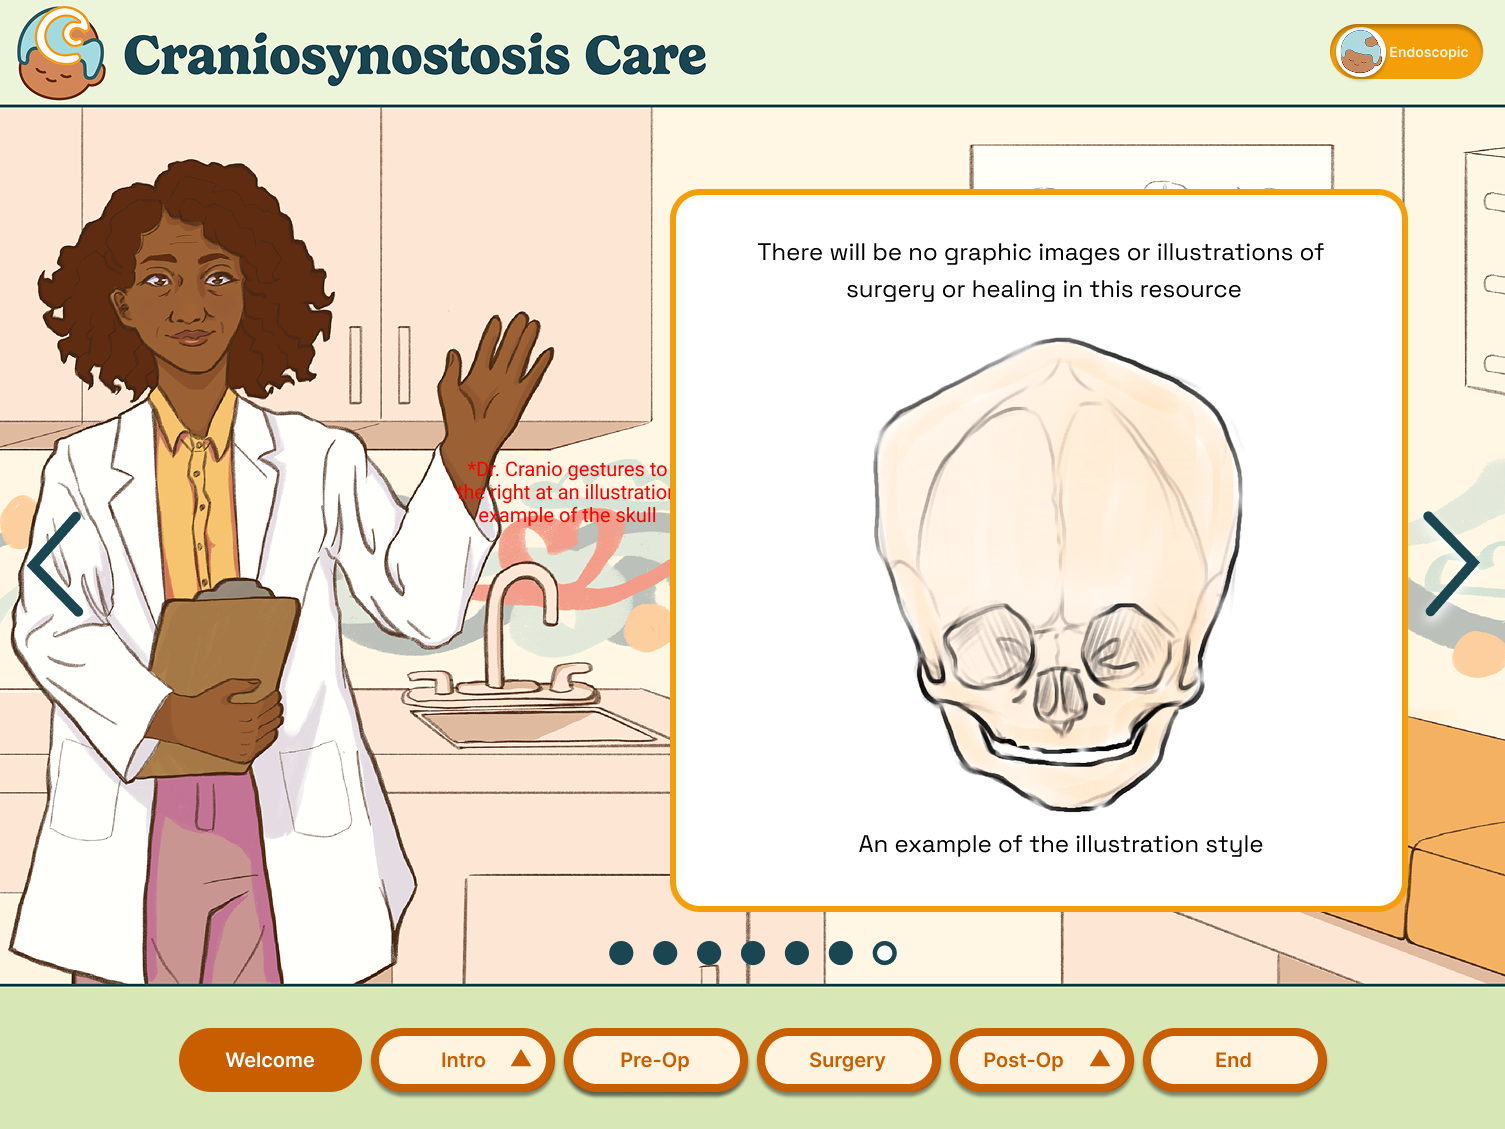 Craniosynostosis Care
Endoscopic
There will be no graphic images or illustrations of
surgery or healing in this resource
*Dr. Cranio gestures to
the right at an illustration
example of the skull
An example of the illustration style
Welcome
Intro
Pre-Op
Surgery
Post-Op
End